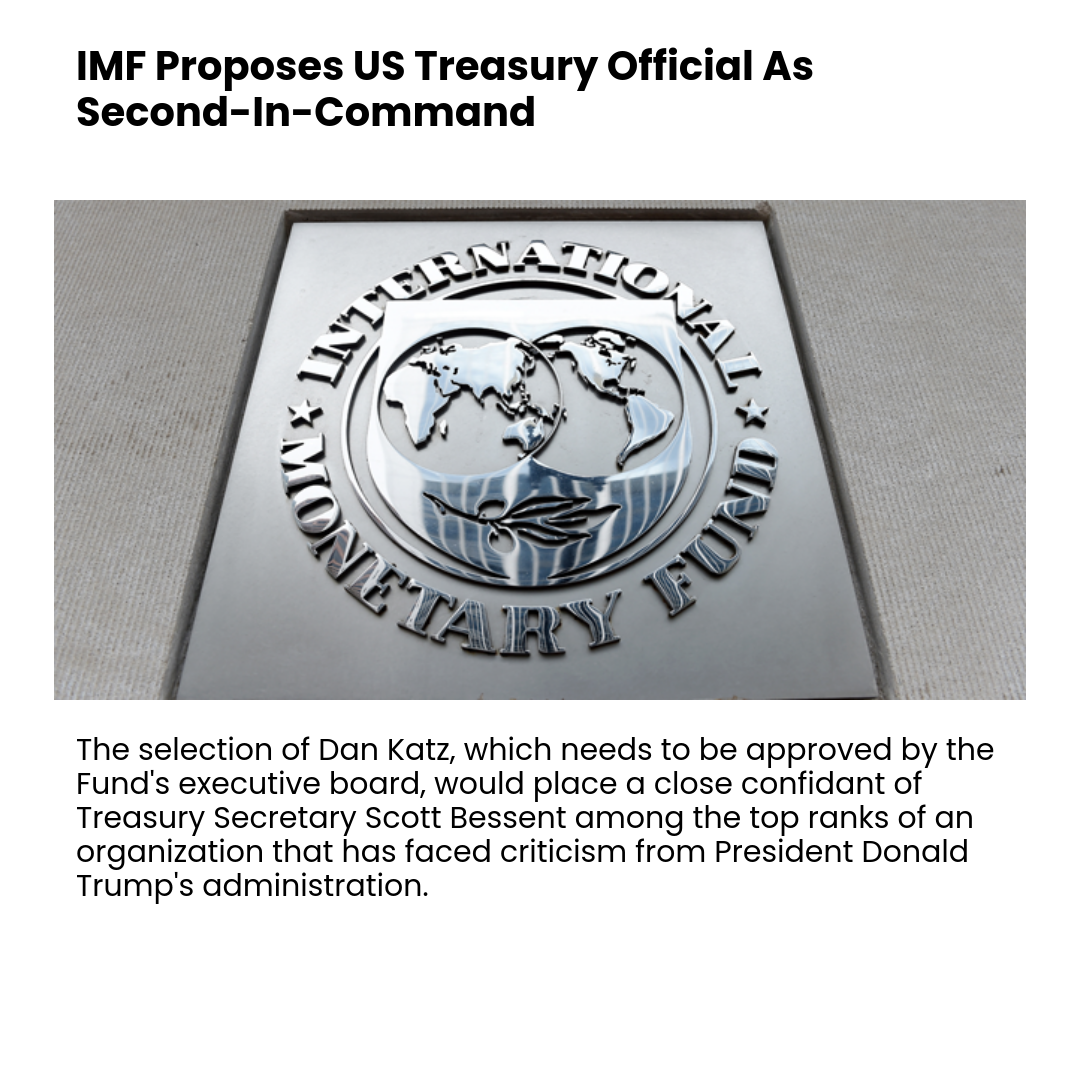 IMF Proposes US Treasury Official As
Second-In-Command
INTERNATIONAL
MONETARY FUND
The selection of Dan Katz, which needs to be approved by the
Fund's executive board, would place a close confidant of
Treasury Secretary Scott Bessent among the top ranks of an
organization that has faced criticism from President Donald
Trump's administration.